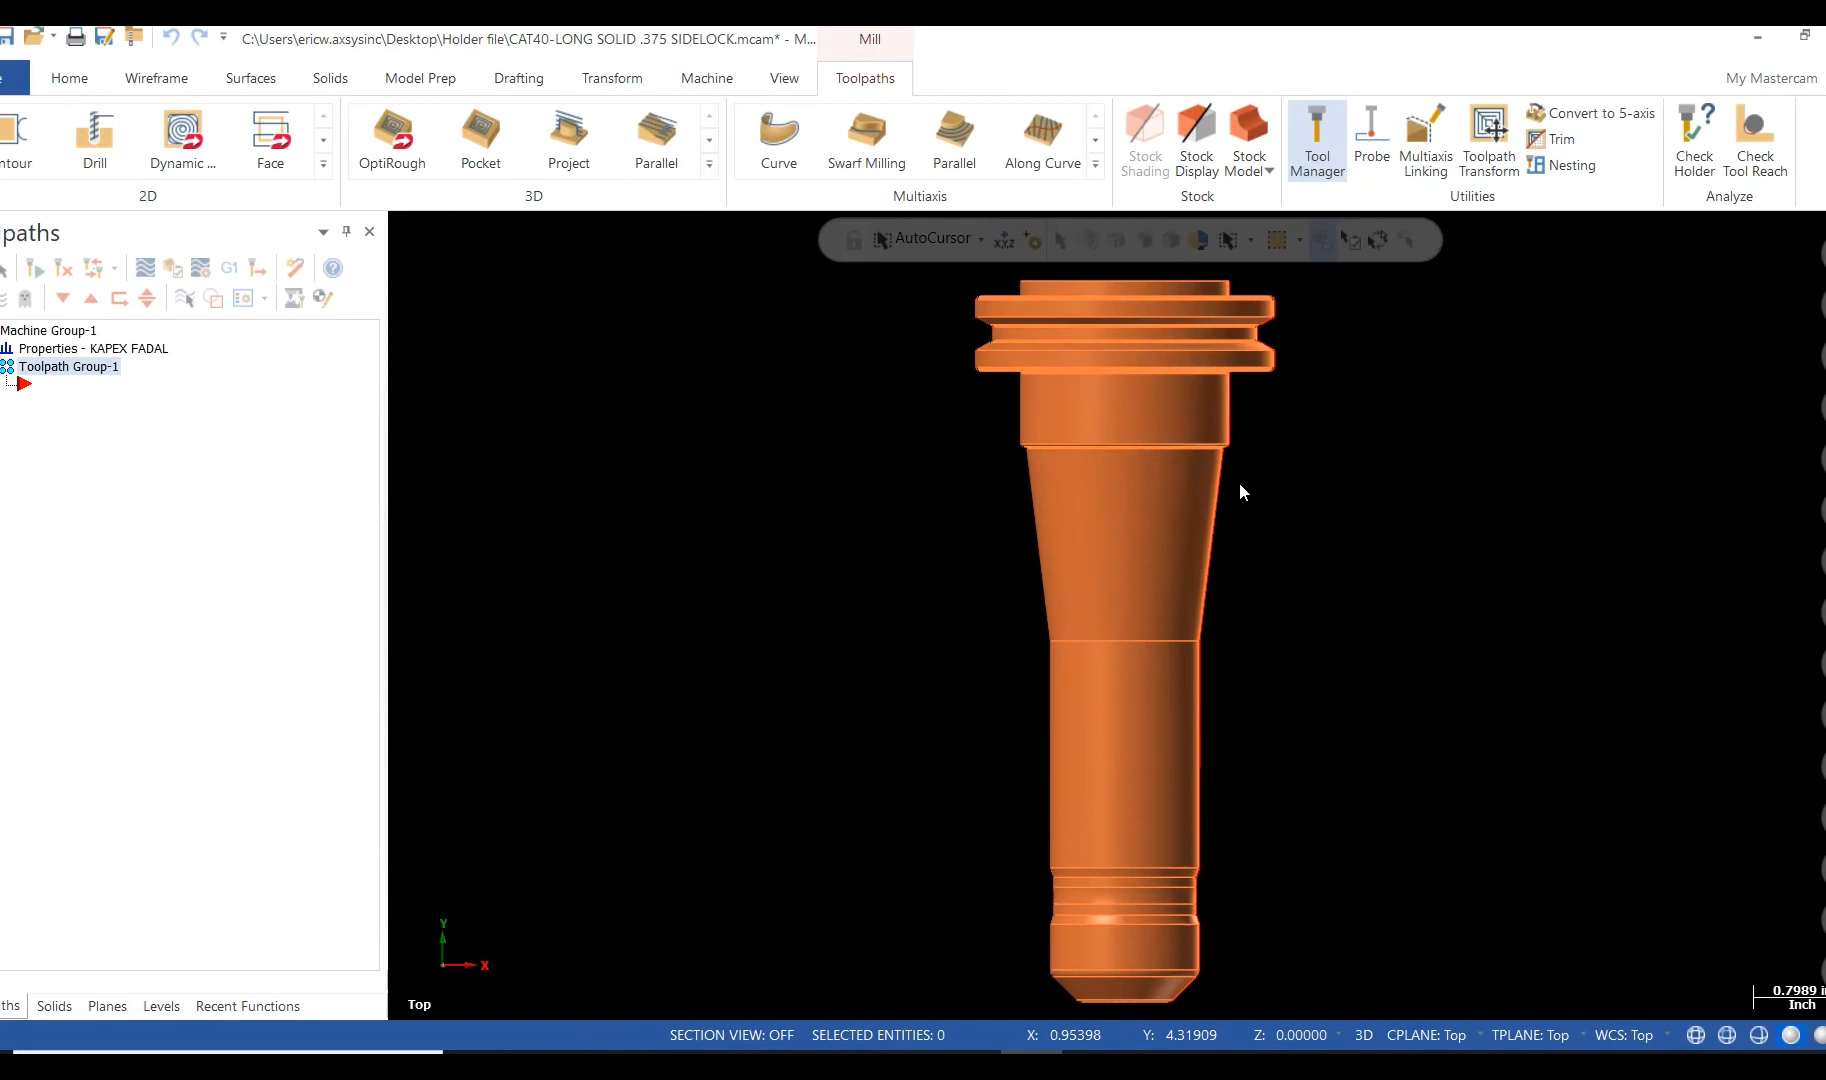 C:\Users\ericw.axsysinc\Desktop\Holder file\CAT40-LONG SOLID .375 SIDELOCK.mcam* - M...
Mill
Home Wireframe Surfaces Solids Model Prep Drafting Transform Machine View Toolpaths My Mastercam
ntour Drill Dynamic ... Face
2D
OptiRough Pocket Project Parallel
3D
Curve Swarf Milling Parallel Along Curve
Multiaxis
Stock Shading
Stock Display
Stock Model
Stock
Tool Manager
Probe
Multiaxis Linking
Toolpath Transform
Convert to 5-axis
Trim
Nesting
Utilities
Check Holder
Check Tool Reach
Analyze
paths
G1
AutoCursor
XYZ
Machine Group-1
Properties - KAPEX FADAL
Toolpath Group-1
Y
X
Top
0.7989 i
Inch
ths Solids Planes Levels Recent Functions
SECTION VIEW: OFF SELECTED ENTITIES: 0 X: 0.95398 Y: 4.31909 Z: 0.00000 3D CPLANE: Top TPLANE: Top WCS: Top